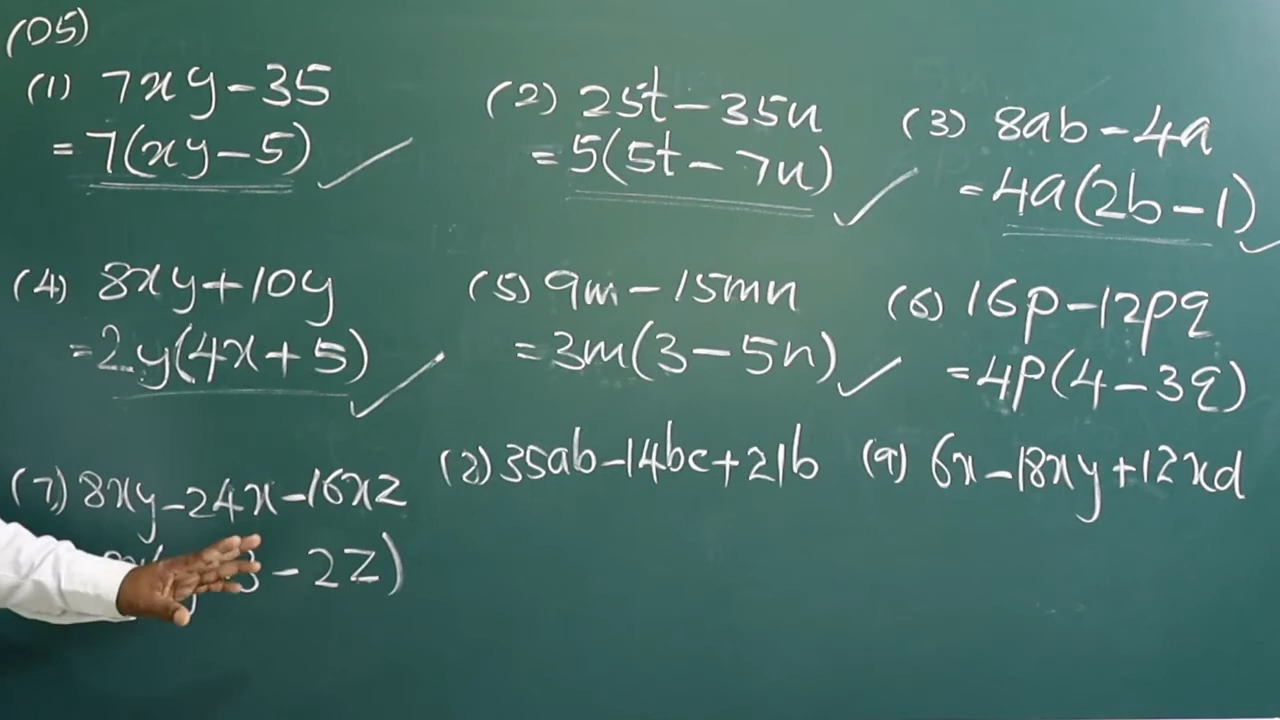 (05)
(1) 7xy-35
= 7(xy-5)
(2) 25t-35u
= 5(5t-7u)
(3) 8ab-4a
= 4a(2b-1)
(4) 8xy+10y
= 2y(4x+5)
(5) 9m-15mn
= 3m(3-5n)
(6) 16p-12pq
= 4p(4-3q)
(7) 8xy-24x-16xz
3-2z)
(8) 35ab-14bc+21b
(9) 6x-18xy+12xd